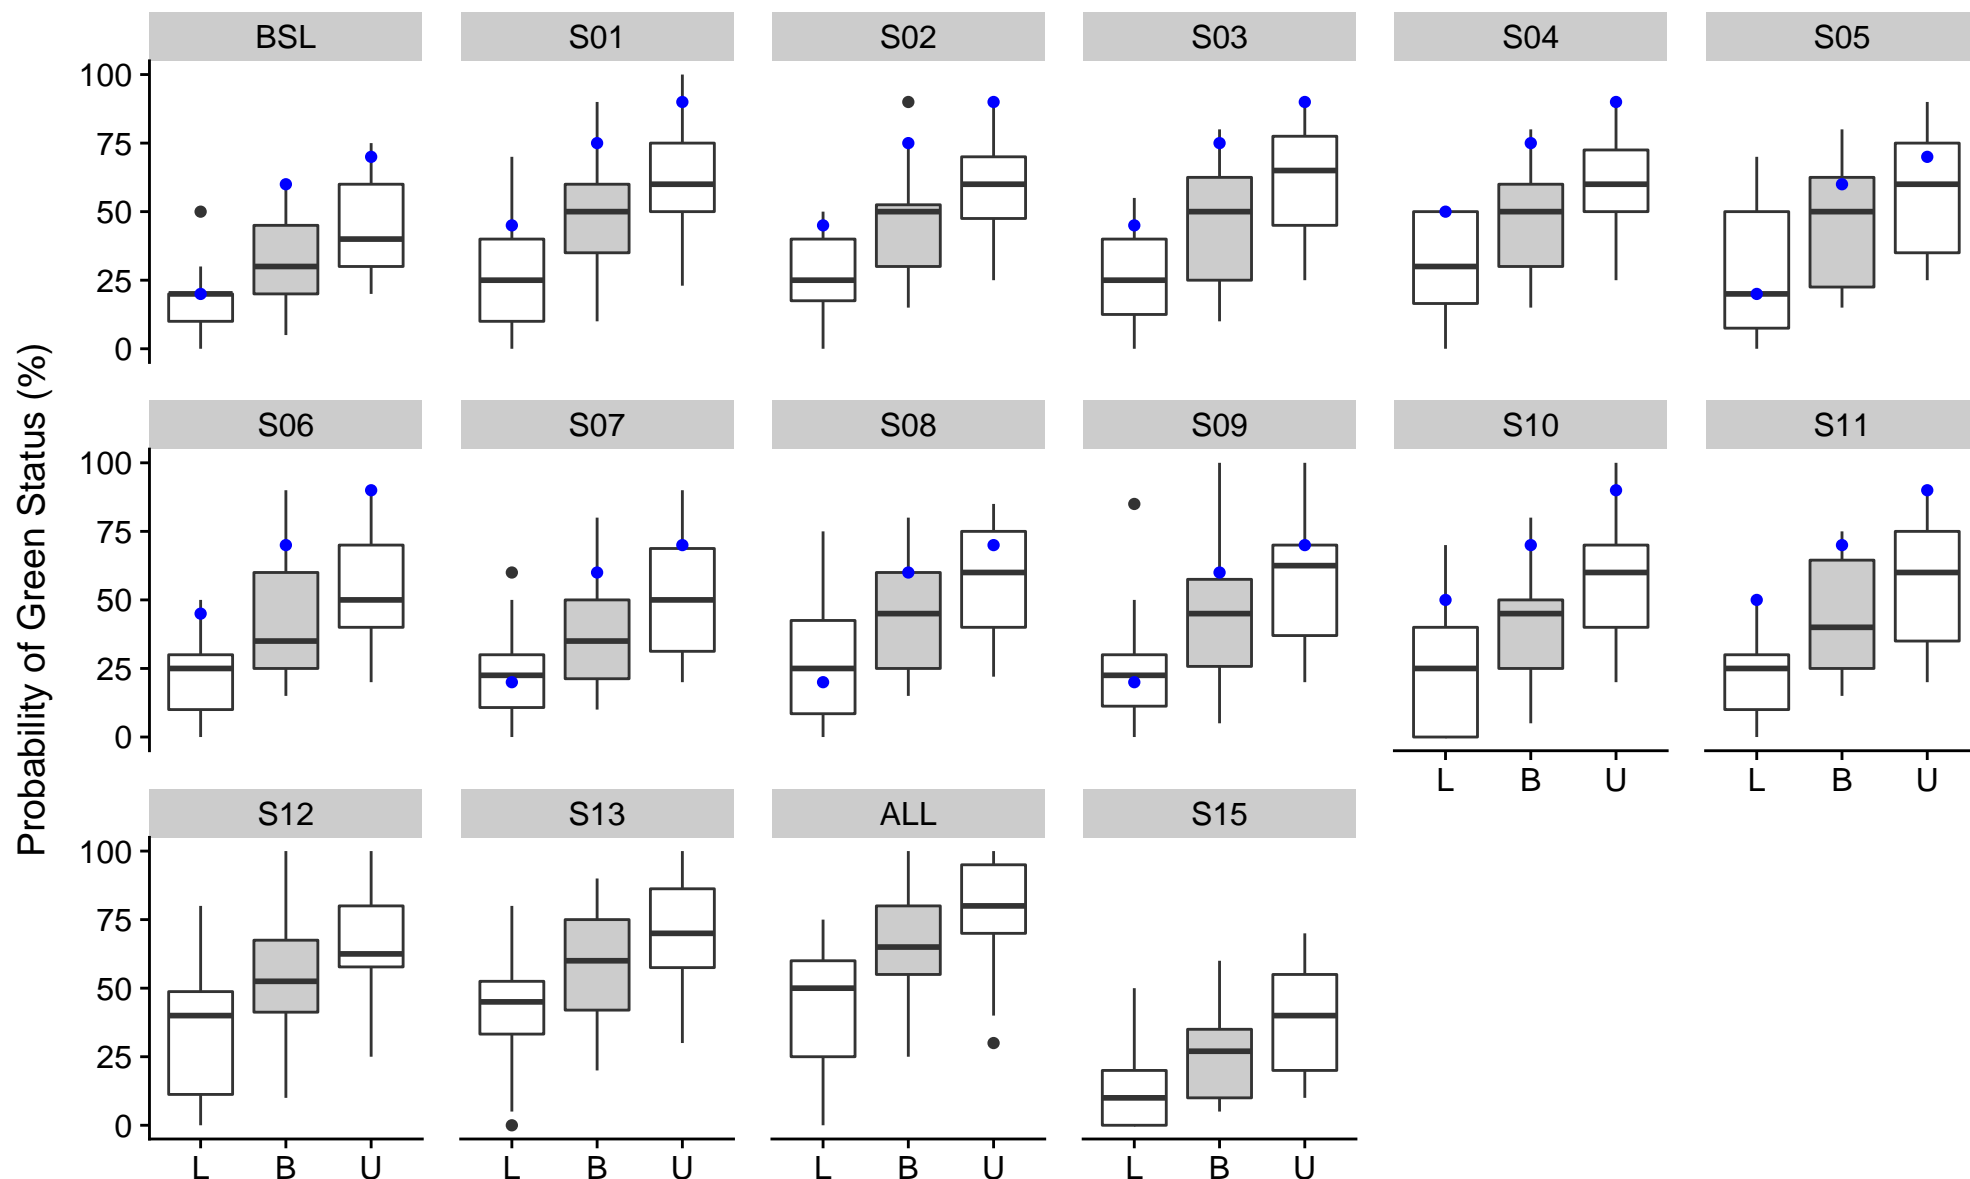 Probability of Green Status (%)
BSL S01 S02 S03 S04 S05
100
75
50
25
0
S06 S07 S08 S09 S10 S11
100
75
50
25
0
L B U L B U
S12 S13 ALL S15
100
75
50
25
0
L B U L B U L B U L B U